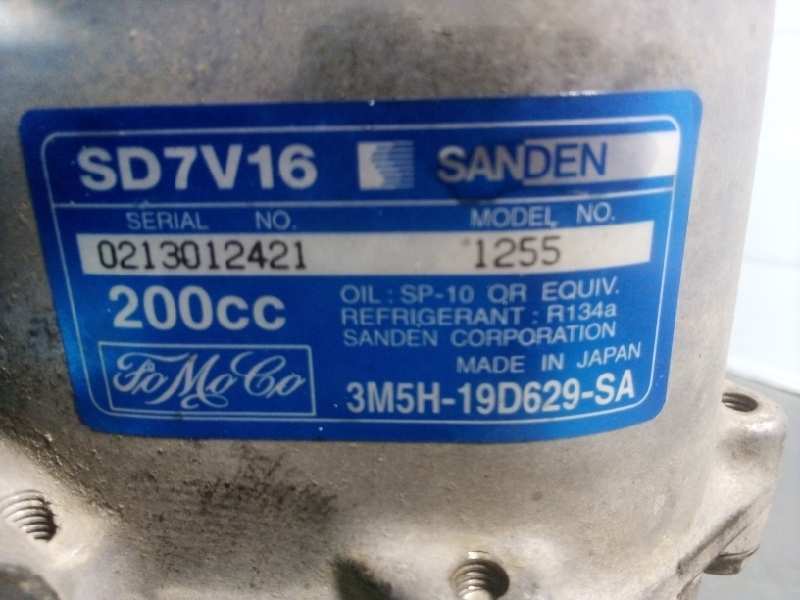 SD7V16 SANDEN
SERIAL NO. MODEL NO.
0213012421 1255
200cc OIL : SP-10 OR EQUIV.
REFRIGERANT : R134a
SANDEN CORPORATION
MADE IN JAPAN
FoMoCo 3M5H-19D629-SA